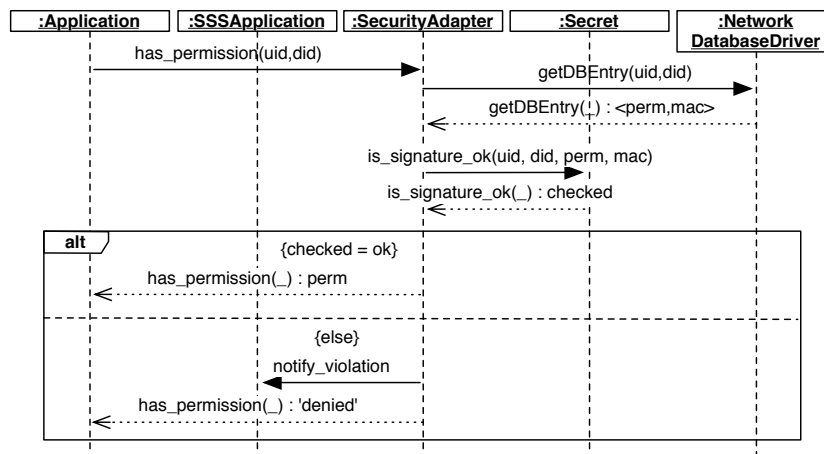 :Application :SSSApplication :SecurityAdapter :Secret :Network
DatabaseDriver
has_permission(uid,did)
getDBEntry(uid,did)
getDBEntry(_) : <perm,mac>
is_signature_ok(uid, did, perm, mac)
is_signature_ok(_) : checked
alt
{checked = ok}
has_permission(_) : perm
{else}
notify_violation
has_permission(_) : 'denied'